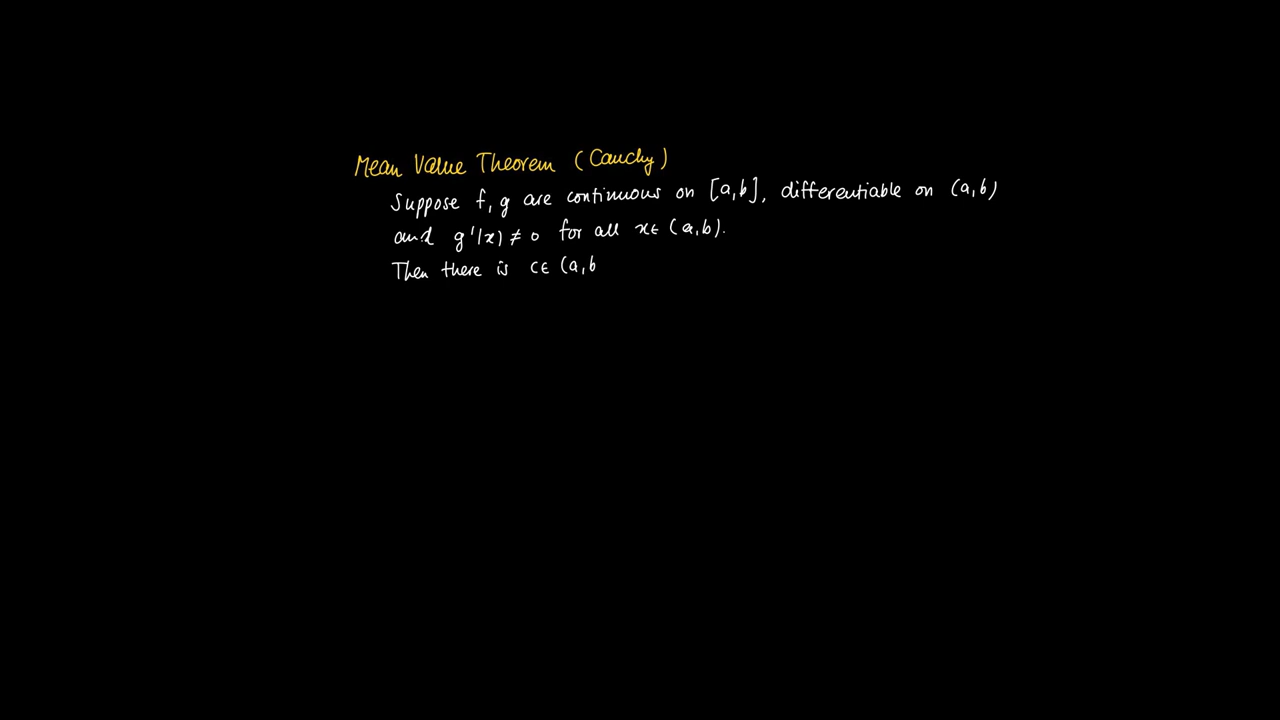 Mean Value Theorem (Cauchy)
Suppose f, g are continuous on [a,b], differentiable on (a,b)
and g'(x) ≠ 0 for all x∈ (a,b).
Then there is c∈ (a,b